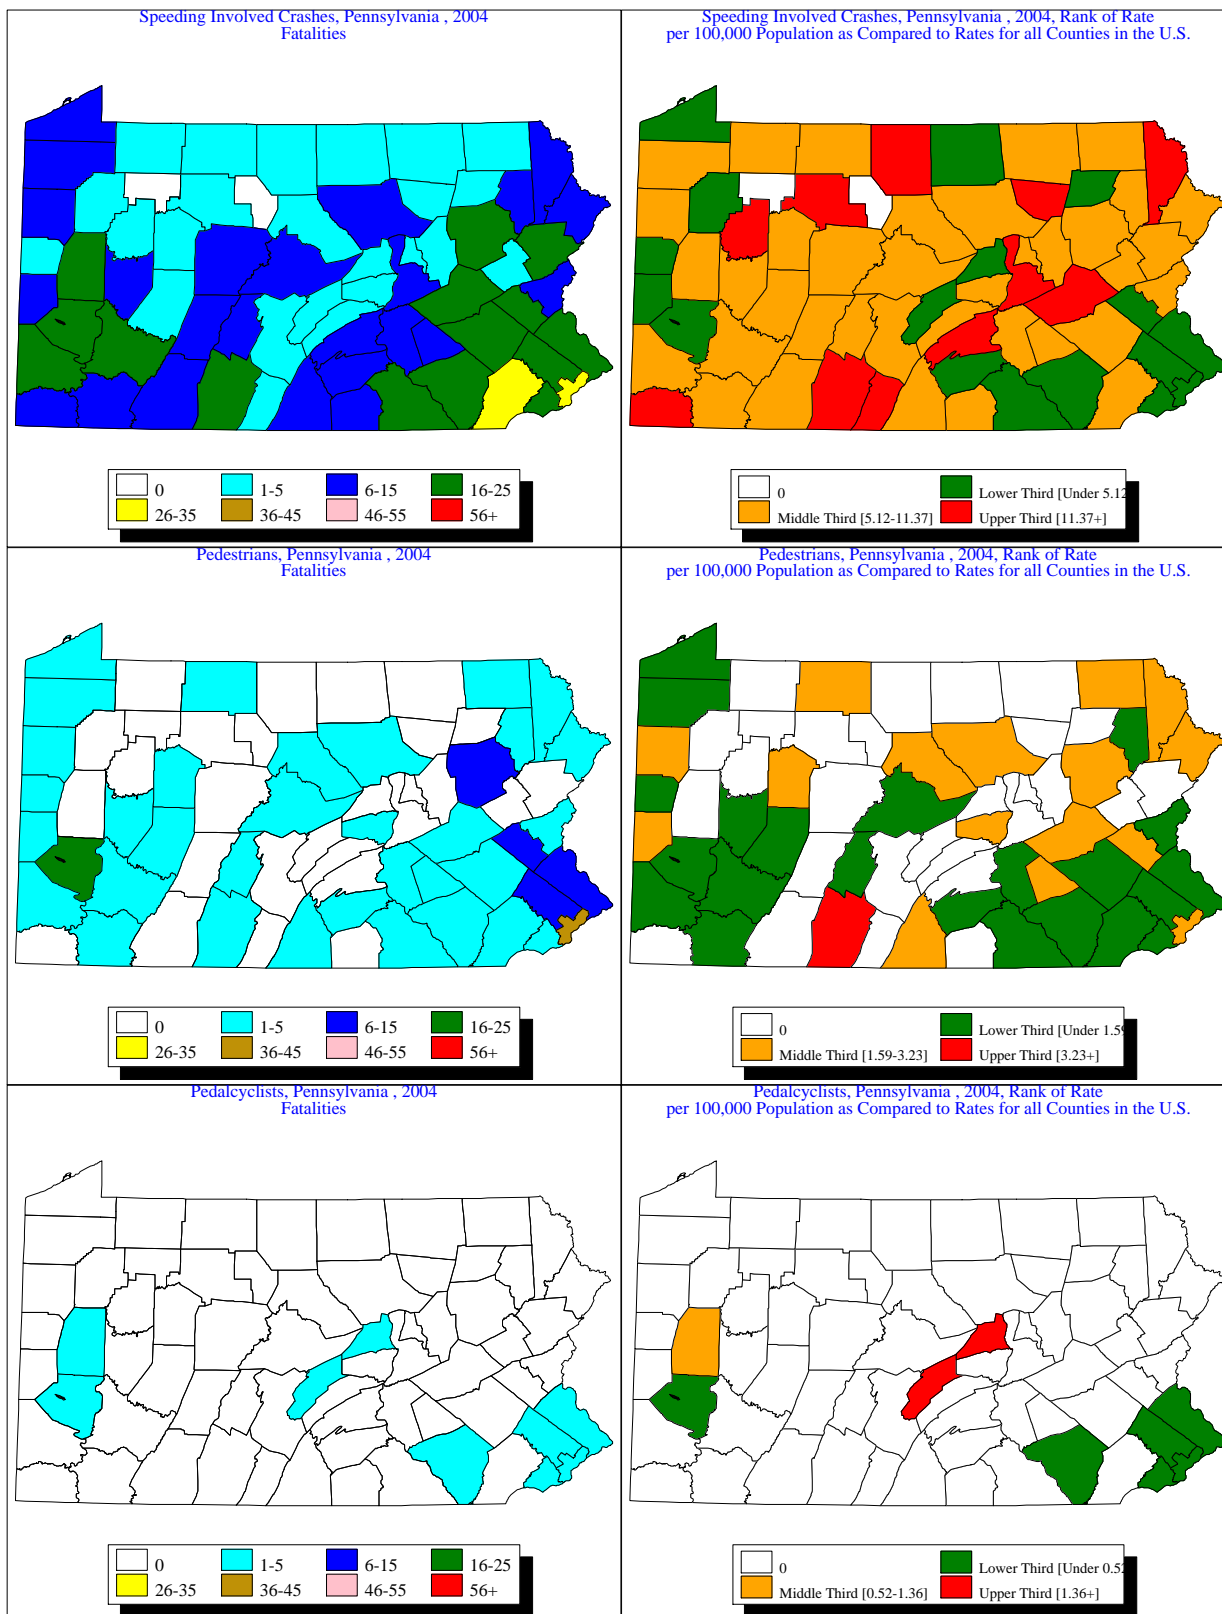 Speeding Involved Crashes, Pennsylvania , 2004
Fatalities
0
1-5
6-15
16-25
26-35
36-45
46-55
56+
Speeding Involved Crashes, Pennsylvania , 2004, Rank of Rate
per 100,000 Population as Compared to Rates for all Counties in the U.S.
0
Lower Third [Under 5.12
Middle Third [5.12-11.37]
Upper Third [11.37+]
Pedestrians, Pennsylvania , 2004
Fatalities
0
1-5
6-15
16-25
26-35
36-45
46-55
56+
Pedestrians, Pennsylvania , 2004, Rank of Rate
per 100,000 Population as Compared to Rates for all Counties in the U.S.
0
Lower Third [Under 1.59
Middle Third [1.59-3.23]
Upper Third [3.23+]
Pedalcyclists, Pennsylvania , 2004
Fatalities
0
1-5
6-15
16-25
26-35
36-45
46-55
56+
Pedalcyclists, Pennsylvania , 2004, Rank of Rate
per 100,000 Population as Compared to Rates for all Counties in the U.S.
0
Lower Third [Under 0.52
Middle Third [0.52-1.36]
Upper Third [1.36+]